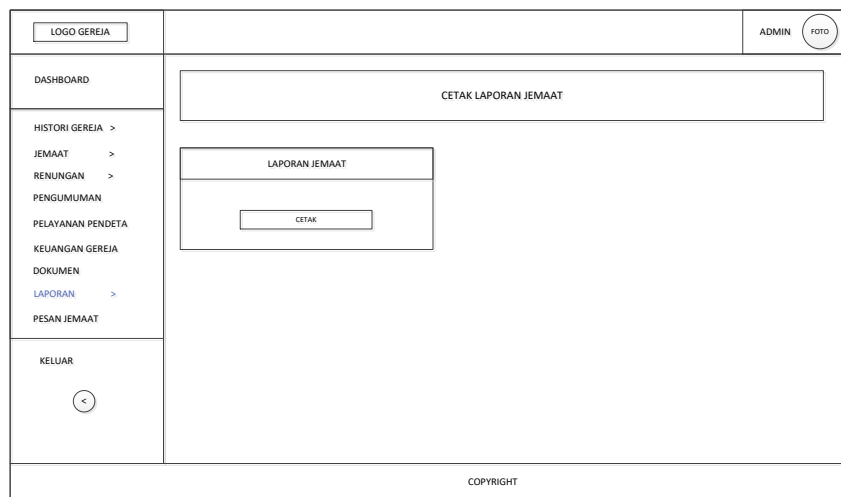 LOGO GEREJA
ADMIN
FOTO
DASHBOARD
CETAK LAPORAN JEMAAT
HISTORI GEREJA >
JEMAAT >
RENUNGAN >
PENGUMUMAN
PELAYANAN PENDETA
KEUANGAN GEREJA
DOKUMEN
LAPORAN >
PESAN JEMAAT
LAPORAN JEMAAT
CETAK
KELUAR
<
COPYRIGHT